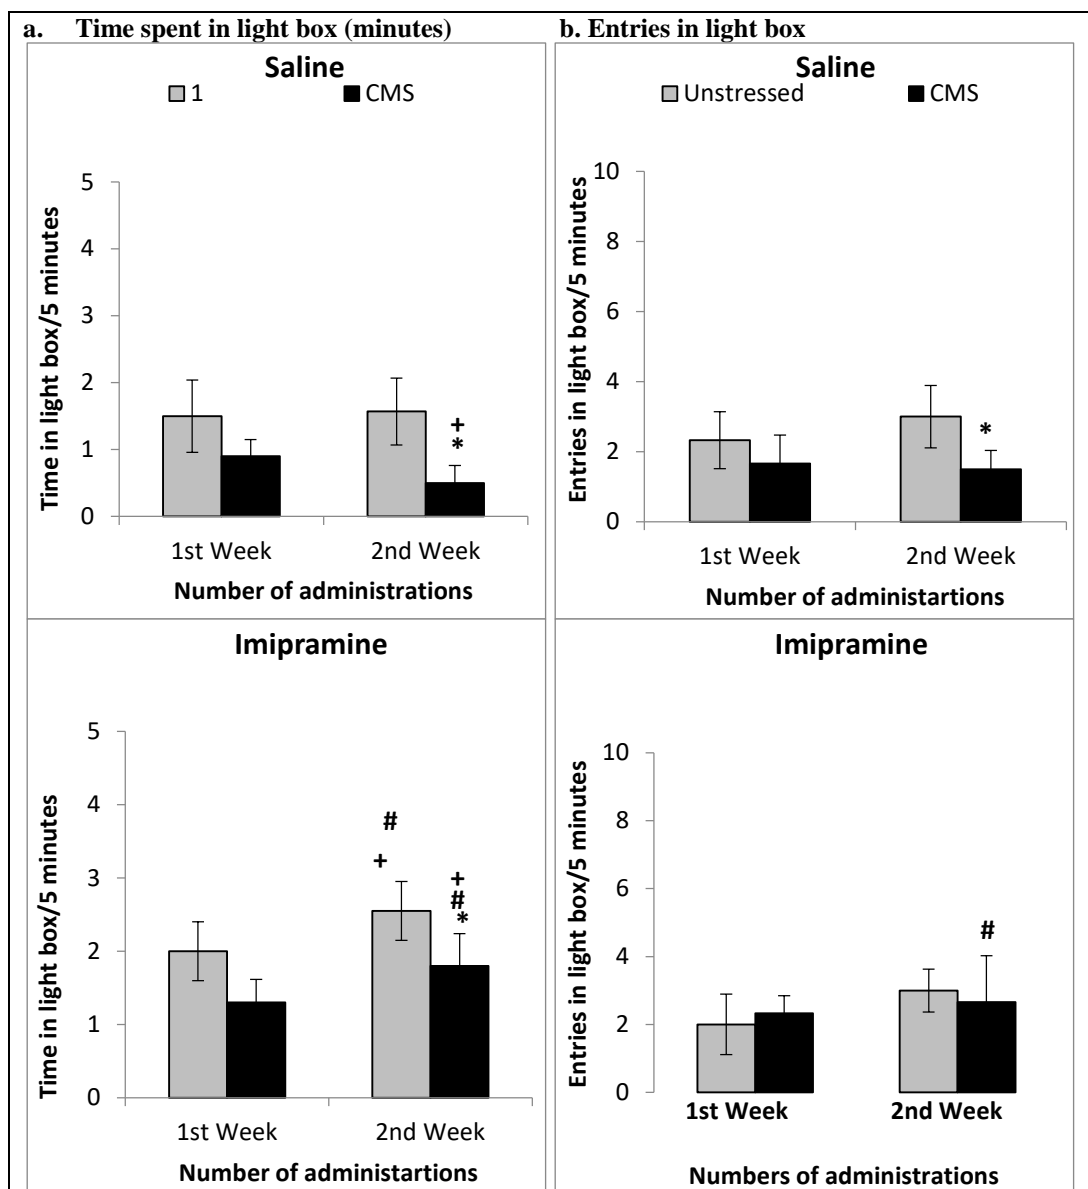 a. Time spent in light box (minutes)
b. Entries in light box
Saline
1 CMS
Time in light box/5 minutes
5
4
3
2
1
0
+
*
1st Week 2nd Week
Number of administrations
Saline
Unstressed CMS
Entries in light box/5 minutes
10
8
6
4
2
0
*
1st Week 2nd Week
Number of administartions
Imipramine
Time in light box/5 minutes
5
4
3
2
1
0
#
+
+
#
*
1st Week 2nd Week
Number of administartions
Imipramine
Entries in light box/5 minutes
10
8
6
4
2
0
#
1st Week 2nd Week
Numbers of administrations